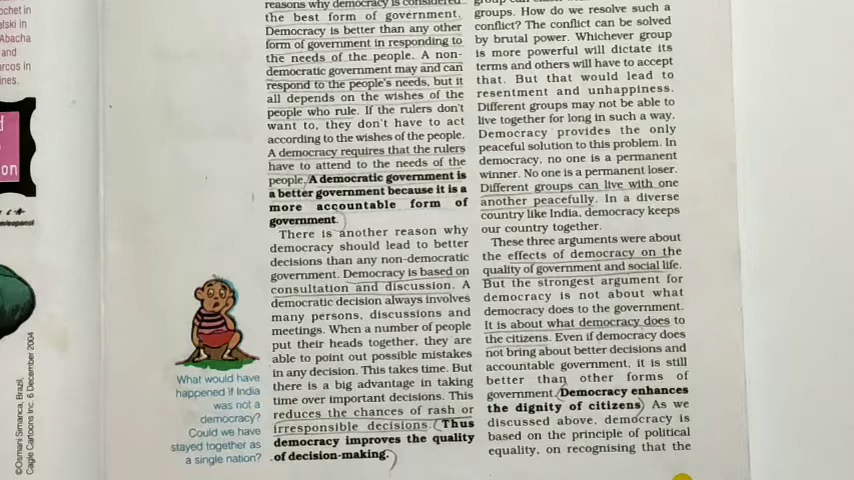 ochet in
alski in
Abacha
and
arcos in
ines.
d
on
©Osmani Simanca, Brazil,
Cagle Cartoons Inc. 6 December 2004
What would have
happened if India
was not a
democracy?
Could we have
stayed together as
a single nation?
reasons why democracy is considered
the best form of government.
Democracy is better than any other
form of government in responding to
the needs of the people. A non-
democratic government may and can
respond to the people's needs, but it
all depends on the wishes of the
people who rule. If the rulers don't
want to, they don't have to act
according to the wishes of the people.
A democracy requires that the rulers
have to attend to the needs of the
people. A democratic government is
a better government because it is a
more accountable form of
government.
There is another reason why
democracy should lead to better
decisions than any non-democratic
government. Democracy is based on
consultation and discussion. A
democratic decision always involves
many persons, discussions and
meetings. When a number of people
put their heads together, they are
able to point out possible mistakes
in any decision. This takes time. But
there is a big advantage in taking
time over important decisions. This
reduces the chances of rash or
irresponsible decisions. Thus
democracy improves the quality
of decision-making.
groups. How do we resolve such a
conflict? The conflict can be solved
by brutal power. Whichever group
is more powerful will dictate its
terms and others will have to accept
that. But that would lead to
resentment and unhappiness.
Different groups may not be able to
live together for long in such a way.
Democracy provides the only
peaceful solution to this problem. In
democracy, no one is a permanent
winner. No one is a permanent loser.
Different groups can live with one
another peacefully. In a diverse
country like India, democracy keeps
our country together.
These three arguments were about
the effects of democracy on the
quality of government and social life.
But the strongest argument for
democracy is not about what
democracy does to the government.
It is about what democracy does to
the citizens. Even if democracy does
not bring about better decisions and
accountable government, it is still
better than other forms of
government. Democracy enhances
the dignity of citizens. As we
discussed above, democracy is
based on the principle of political
equality, on recognising that the